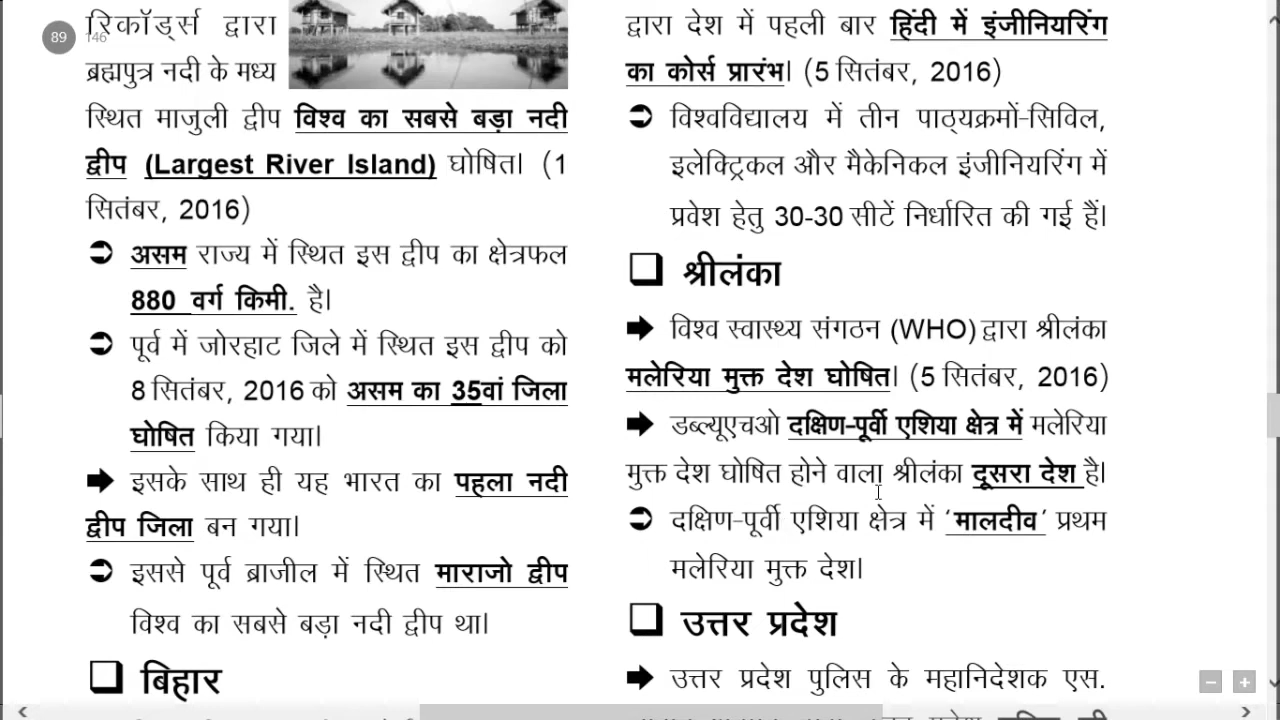 रिकॉर्ड्स द्वारा
ब्रह्मपुत्र नदी के मध्य
स्थित माजुली द्वीप विश्व का सबसे बड़ा नदी
द्वीप (Largest River Island) घोषित। (1
सितंबर, 2016)
➲ असम राज्य में स्थित इस द्वीप का क्षेत्रफल
880 वर्ग किमी. है।
➲ पूर्व में जोरहाट जिले में स्थित इस द्वीप को
8 सितंबर, 2016 को असम का 35वां जिला
घोषित किया गया।
➡ इसके साथ ही यह भारत का पहला नदी
द्वीप जिला बन गया।
➲ इससे पूर्व ब्राजील में स्थित माराजो द्वीप
विश्व का सबसे बड़ा नदी द्वीप था।
❑ बिहार
द्वारा देश में पहली बार हिंदी में इंजीनियरिंग
का कोर्स प्रारंभ। (5 सितंबर, 2016)
➲ विश्वविद्यालय में तीन पाठ्यक्रमों-सिविल,
इलेक्ट्रिकल और मैकेनिकल इंजीनियरिंग में
प्रवेश हेतु 30-30 सीटें निर्धारित की गई हैं।
❑ श्रीलंका
➡ विश्व स्वास्थ्य संगठन (WHO) द्वारा श्रीलंका
मलेरिया मुक्त देश घोषित। (5 सितंबर, 2016)
➡ डब्ल्यूएचओ दक्षिण-पूर्वी एशिया क्षेत्र में मलेरिया
मुक्त देश घोषित होने वाला श्रीलंका दूसरा देश है।
➲ दक्षिण-पूर्वी एशिया क्षेत्र में ‘मालदीव’ प्रथम
मलेरिया मुक्त देश।
❑ उत्तर प्रदेश
➡ उत्तर प्रदेश पुलिस के महानिदेशक एस.
89 146